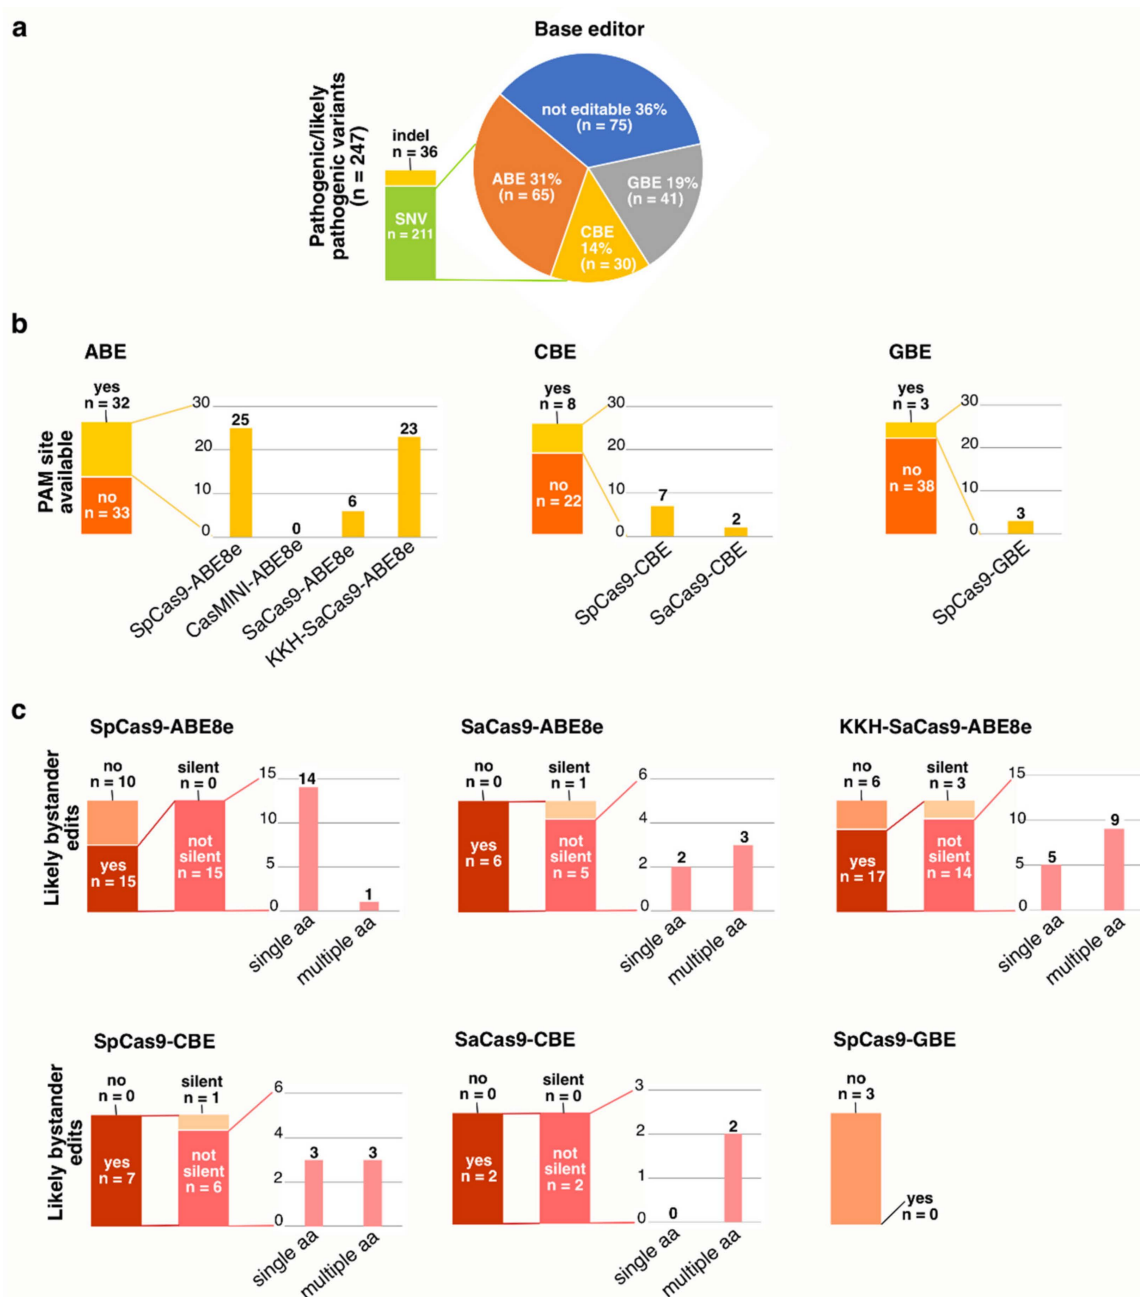 a
Base editor
Pathogenic/likely
pathogenic variants
(n = 247)
indel
n = 36
SNV
n = 211
not editable 36%
(n = 75)
ABE 31%
(n = 65)
GBE 19%
(n = 41)
CBE
14%
(n = 30)
b
ABE
PAM site
available
yes
n = 32
no
n = 33
30
20
10
0
25
0
6
23
SpCas9-ABE8e
CasMINI-ABE8e
SaCas9-ABE8e
KKH-SaCas9-ABE8e
CBE
yes
n = 8
no
n = 22
30
20
10
0
7
2
SpCas9-CBE
SaCas9-CBE
GBE
yes
n = 3
no
n = 38
30
20
10
0
3
SpCas9-GBE
c
SpCas9-ABE8e
Likely bystander
edits
no
n = 10
yes
n = 15
silent
n = 0
not
silent
n = 15
15
10
5
0
14
1
single aa
multiple aa
SaCas9-ABE8e
no
n = 0
yes
n = 6
silent
n = 1
not
silent
n = 5
6
4
2
0
2
3
single aa
multiple aa
KKH-SaCas9-ABE8e
no
n = 6
yes
n = 17
silent
n = 3
not
silent
n = 14
15
10
5
0
5
9
single aa
multiple aa
SpCas9-CBE
Likely bystander
edits
no
n = 0
yes
n = 7
silent
n = 1
not
silent
n = 6
6
4
2
0
3
3
single aa
multiple aa
SaCas9-CBE
no
n = 0
yes
n = 2
silent
n = 0
not
silent
n = 2
3
2
1
0
0
2
single aa
multiple aa
SpCas9-GBE
no
n = 3
yes
n = 0